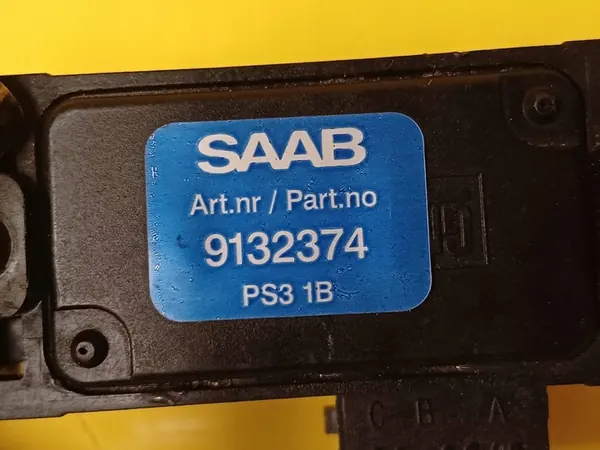 SAAB
Art.nr / Part.no
9132374
PS3 1B
C B A